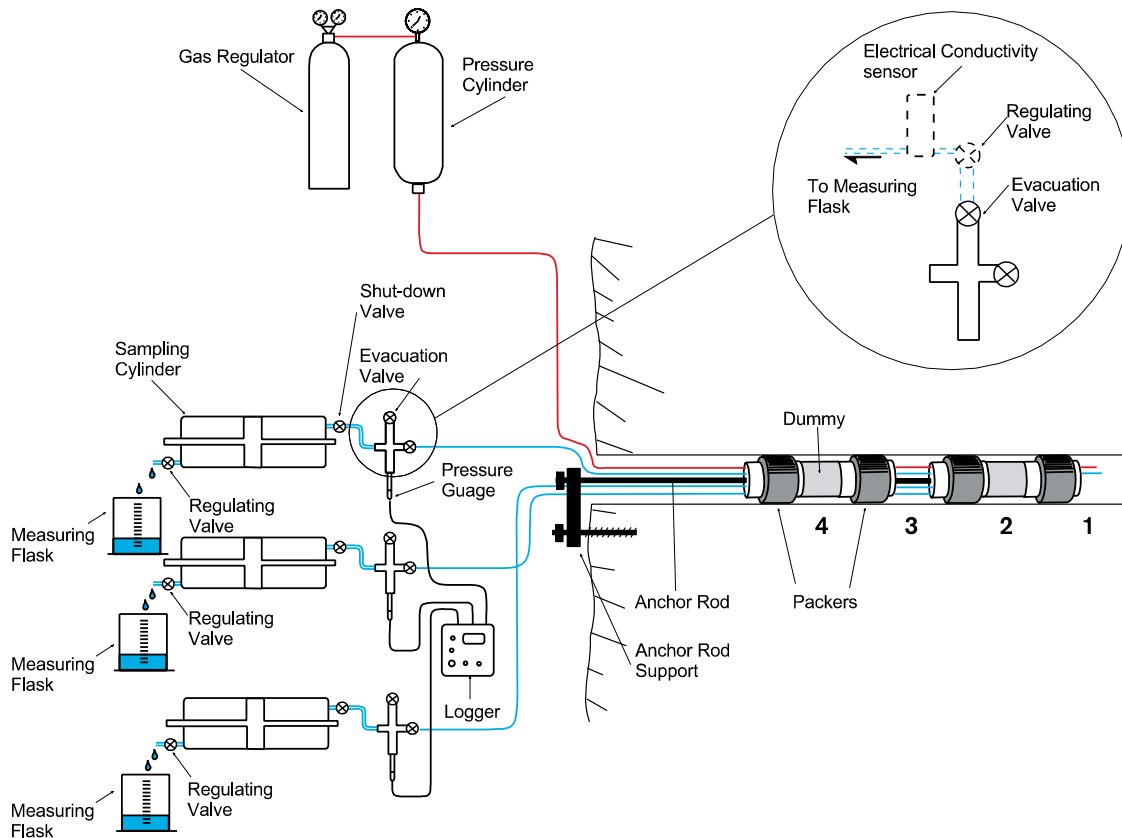 Gas Regulator
Pressure
Cylinder
Electrical Conductivity
sensor
Regulating
Valve
To Measuring
Flask
Evacuation
Valve
Shut-down
Valve
Sampling
Cylinder
Evacuation
Valve
Dummy
Pressure
Guage
Regulating
Valve
Measuring
Flask
4
3
2
1
Anchor Rod
Packers
Regulating
Valve
Anchor Rod
Support
Measuring
Flask
Logger
Regulating
Valve
Measuring
Flask